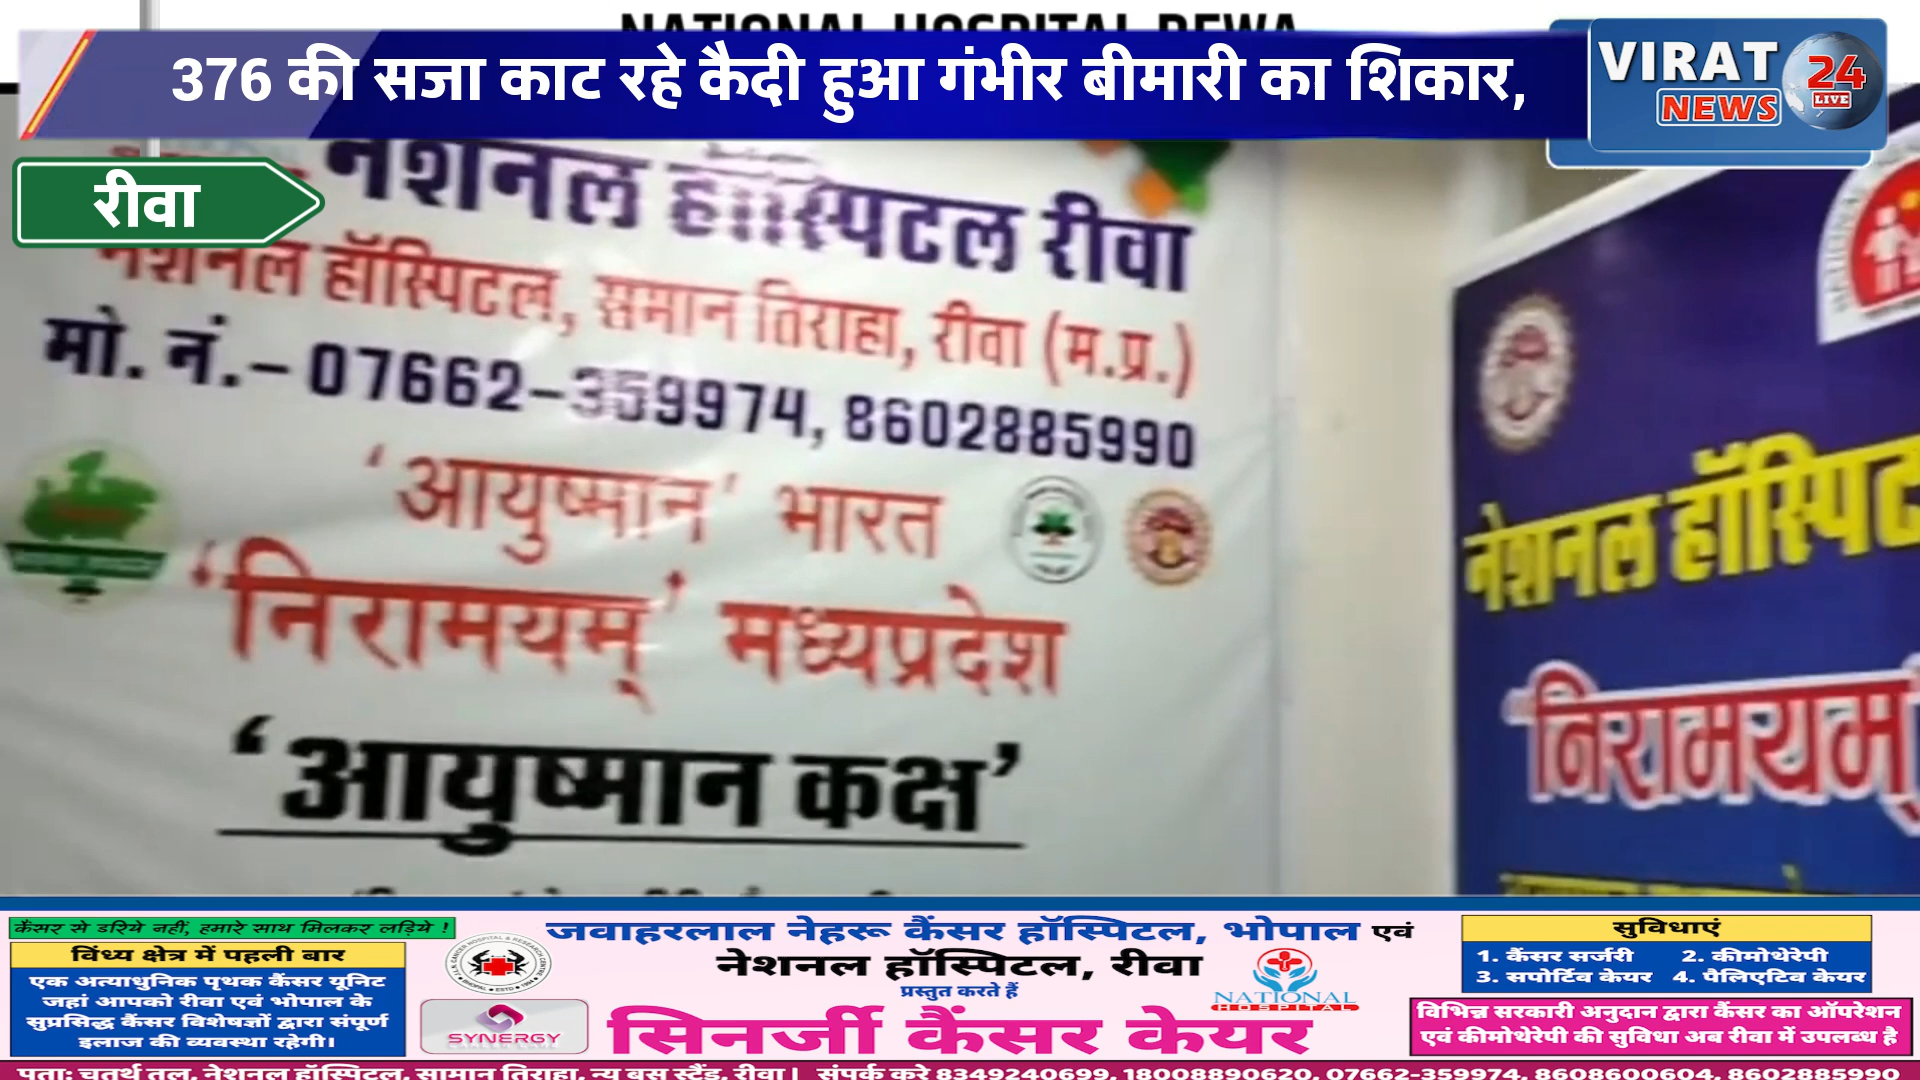 NATIONAL HOSPITAL REWA
376 की सजा काट रहे कैदी हुआ गंभीर बीमारी का शिकार,
VIRAT
NEWS
24
LIVE
रीवा
नेशनल हॉस्पिटल रीवा
नेशनल हॉस्पिटल, समान तिराहा, रीवा (म.प्र.)
मो. नं.- 07662-359974, 8602885990
'आयुष्मान' भारत
'निरामयम्' मध्यप्रदेश
'आयुष्मान कक्ष'
नेशनल हॉस्पिट
"निरामयम्
कैंसर से डरिये नहीं, हमारे साथ मिलकर लड़िये !
विंध्य क्षेत्र में पहली बार
एक अत्याधुनिक पृथक कैंसर यूनिट
जहां आपको रीवा एवं भोपाल के
सुप्रसिद्ध कैंसर विशेषज्ञों द्वारा संपूर्ण
इलाज की व्यवस्था रहेगी।
SYNERGY
जवाहरलाल नेहरू कैंसर हॉस्पिटल, भोपाल एवं
नेशनल हॉस्पिटल, रीवा
प्रस्तुत करते हैं
सिनर्जी कैंसर केयर
NATIONAL
HOSPITAL
सुविधाएं
1. कैंसर सर्जरी 2. कीमोथेरेपी
3. सपोर्टिव केयर 4. पैलिएटिव केयर
विभिन्न सरकारी अनुदान द्वारा कैंसर का ऑपरेशन
एवं कीमोथेरेपी की सुविधा अब रीवा में उपलब्ध है
पता: चतुर्थ तल, नेशनल हॉस्पिटल, सामान तिराहा, न्यू बस स्टैंड, रीवा। संपर्क करे 8349240699, 18008890620, 07662-359974, 8608600604, 8602885990